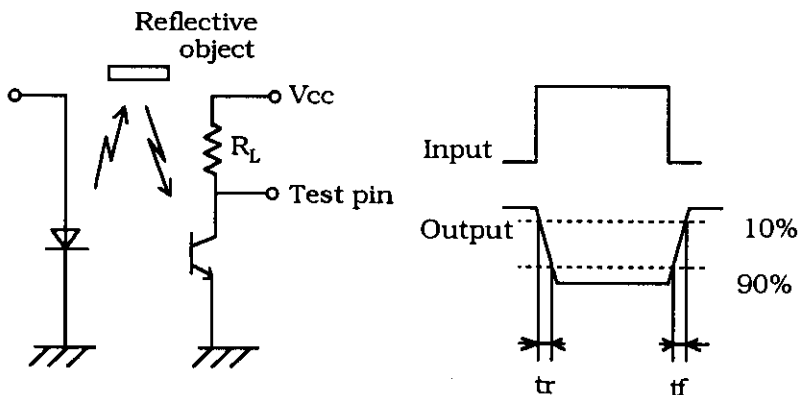 Reflective
object
Vcc
RL
Test pin
Input
Output
10%
90%
tr
tf